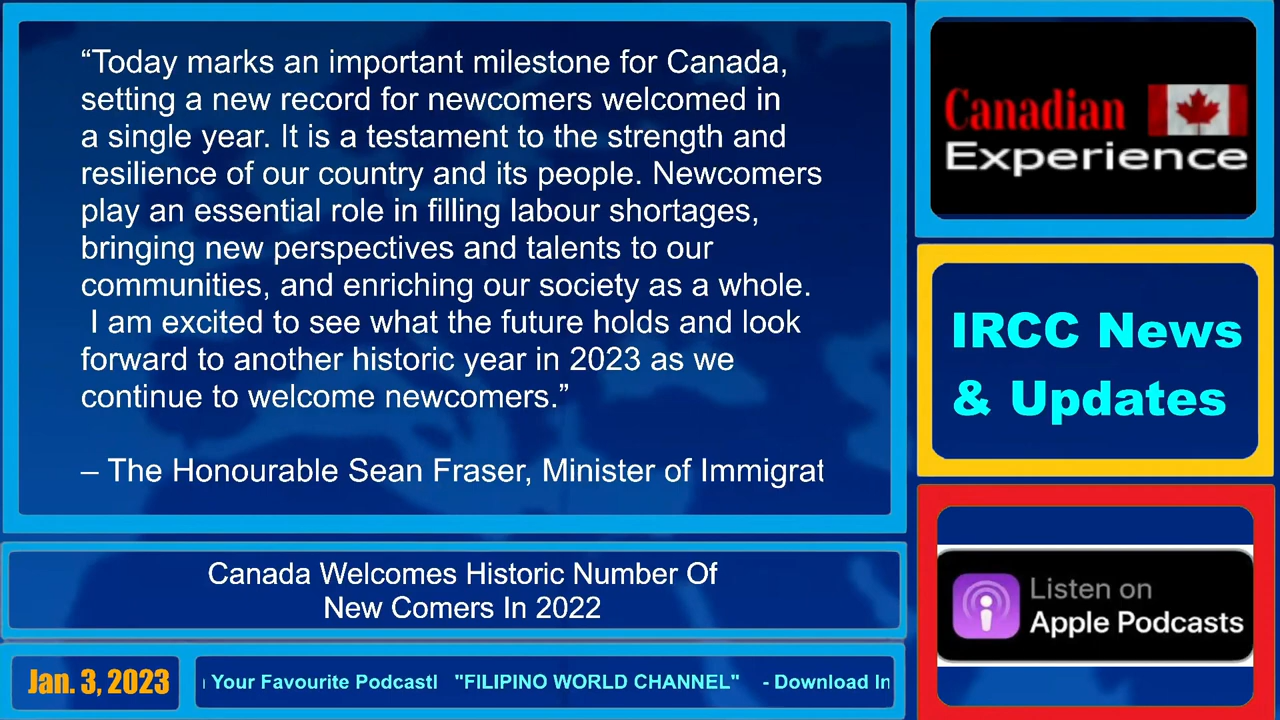 “Today marks an important milestone for Canada,
setting a new record for newcomers welcomed in
a single year. It is a testament to the strength and
resilience of our country and its people. Newcomers
play an essential role in filling labour shortages,
bringing new perspectives and talents to our
communities, and enriching our society as a whole.
I am excited to see what the future holds and look
forward to another historic year in 2023 as we
continue to welcome newcomers.”
– The Honourable Sean Fraser, Minister of Immigrat
Canada Welcomes Historic Number Of
New Comers In 2022
Jan. 3, 2023
Your Favourite Podcastl "FILIPINO WORLD CHANNEL" - Download In
Canadian
Experience
IRCC News
& Updates
Listen on
Apple Podcasts